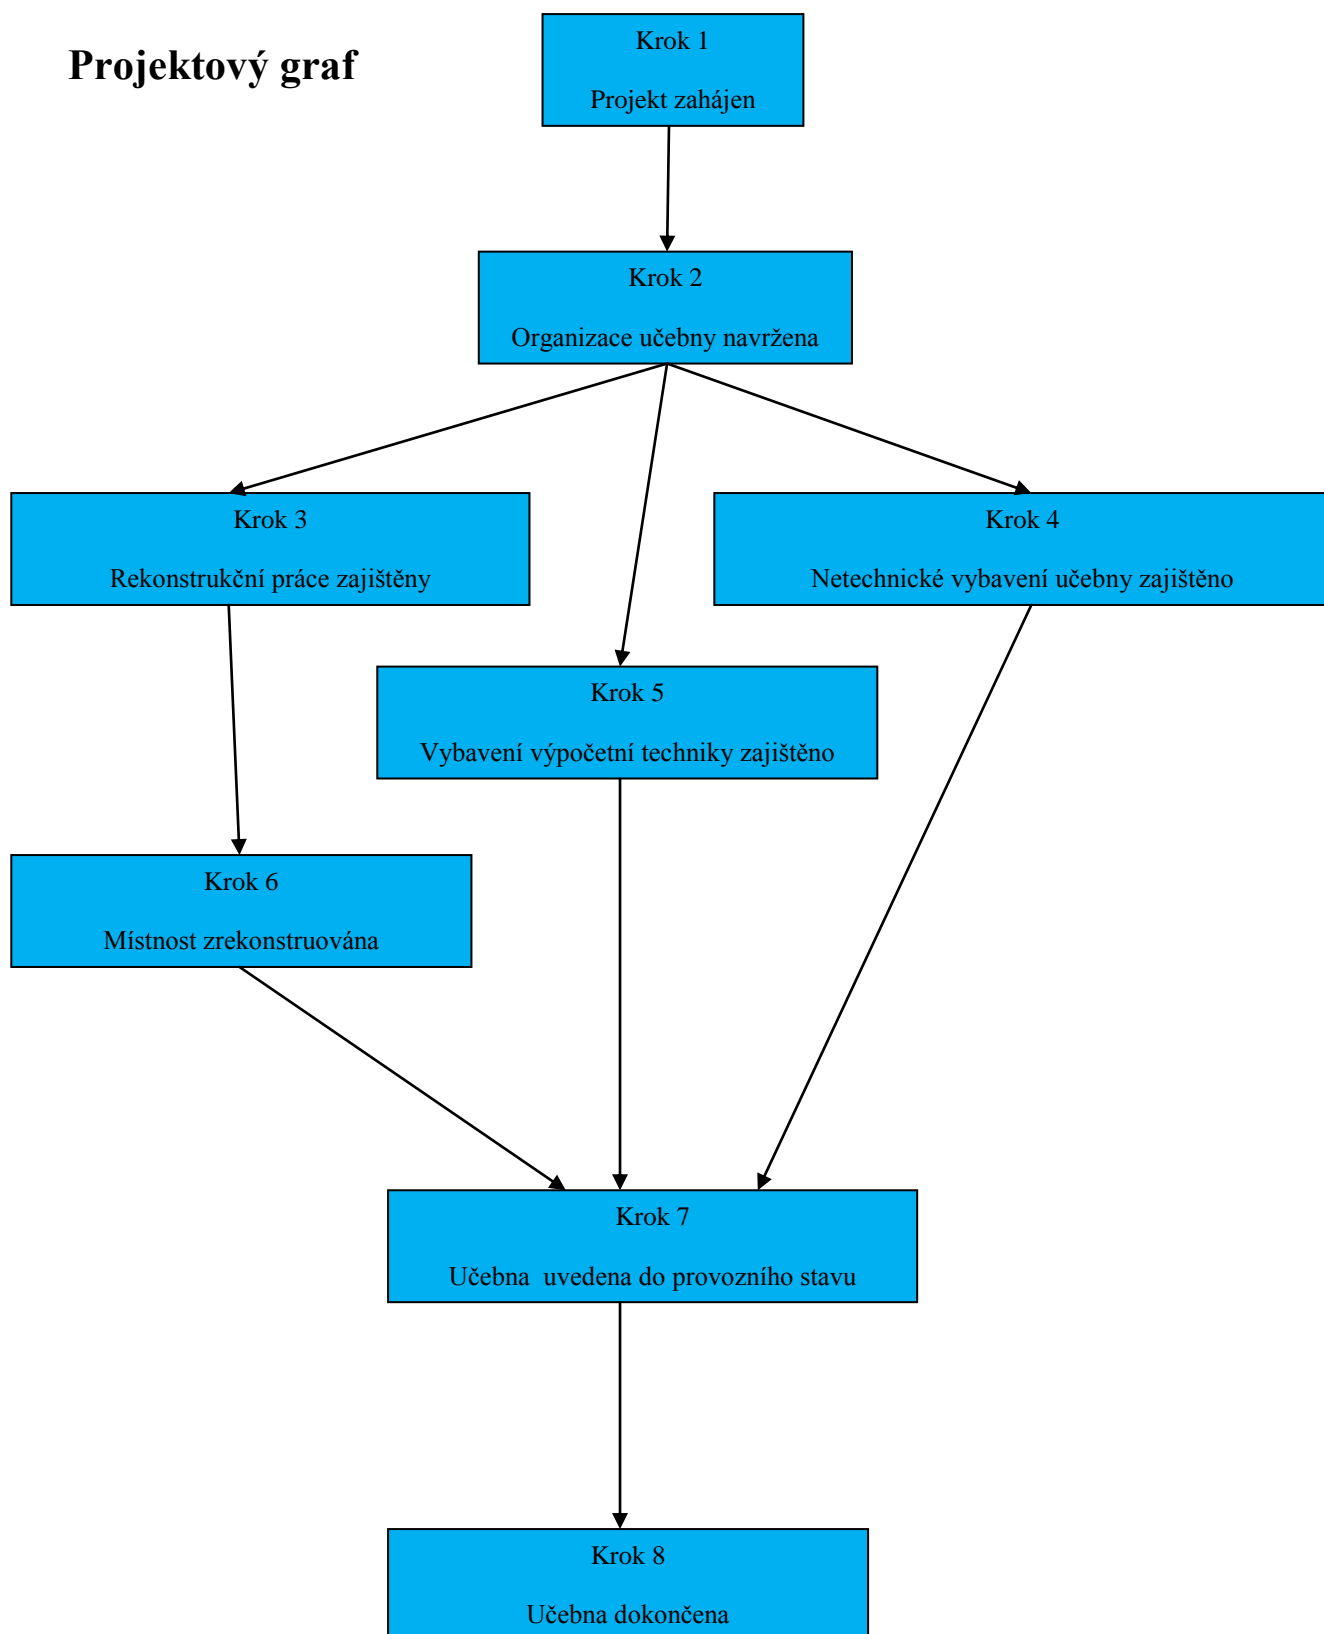 Projektový graf
Krok 1
Projekt zahájen
Krok 2
Organizace učebny navržena
Krok 3
Rekonstrukční práce zajištěny
Krok 4
Netechnické vybavení učebny zajištěno
Krok 5
Vybavení výpočetní techniky zajištěno
Krok 6
Místnost zrekonstruována
Krok 7
Učebna  uvedena do provozního stavu
Krok 8
Učebna dokončena